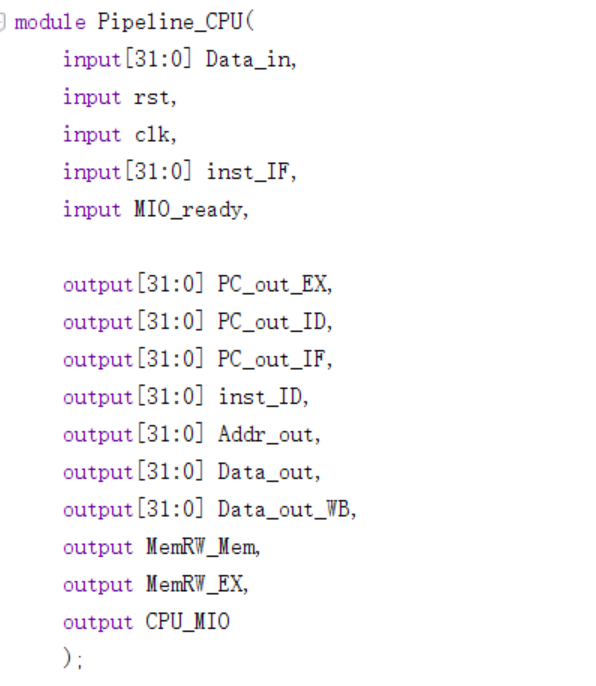 module Pipeline_CPU(
input[31:0] Data_in,
input rst,
input clk,
input[31:0] inst_IF,
input MIO_ready,
output[31:0] PC_out_EX,
output[31:0] PC_out_ID,
output[31:0] PC_out_IF,
output[31:0] inst_ID,
output[31:0] Addr_out,
output[31:0] Data_out,
output[31:0] Data_out_WB,
output MemRW_Mem,
output MemRW_EX,
output CPU_MIO
);